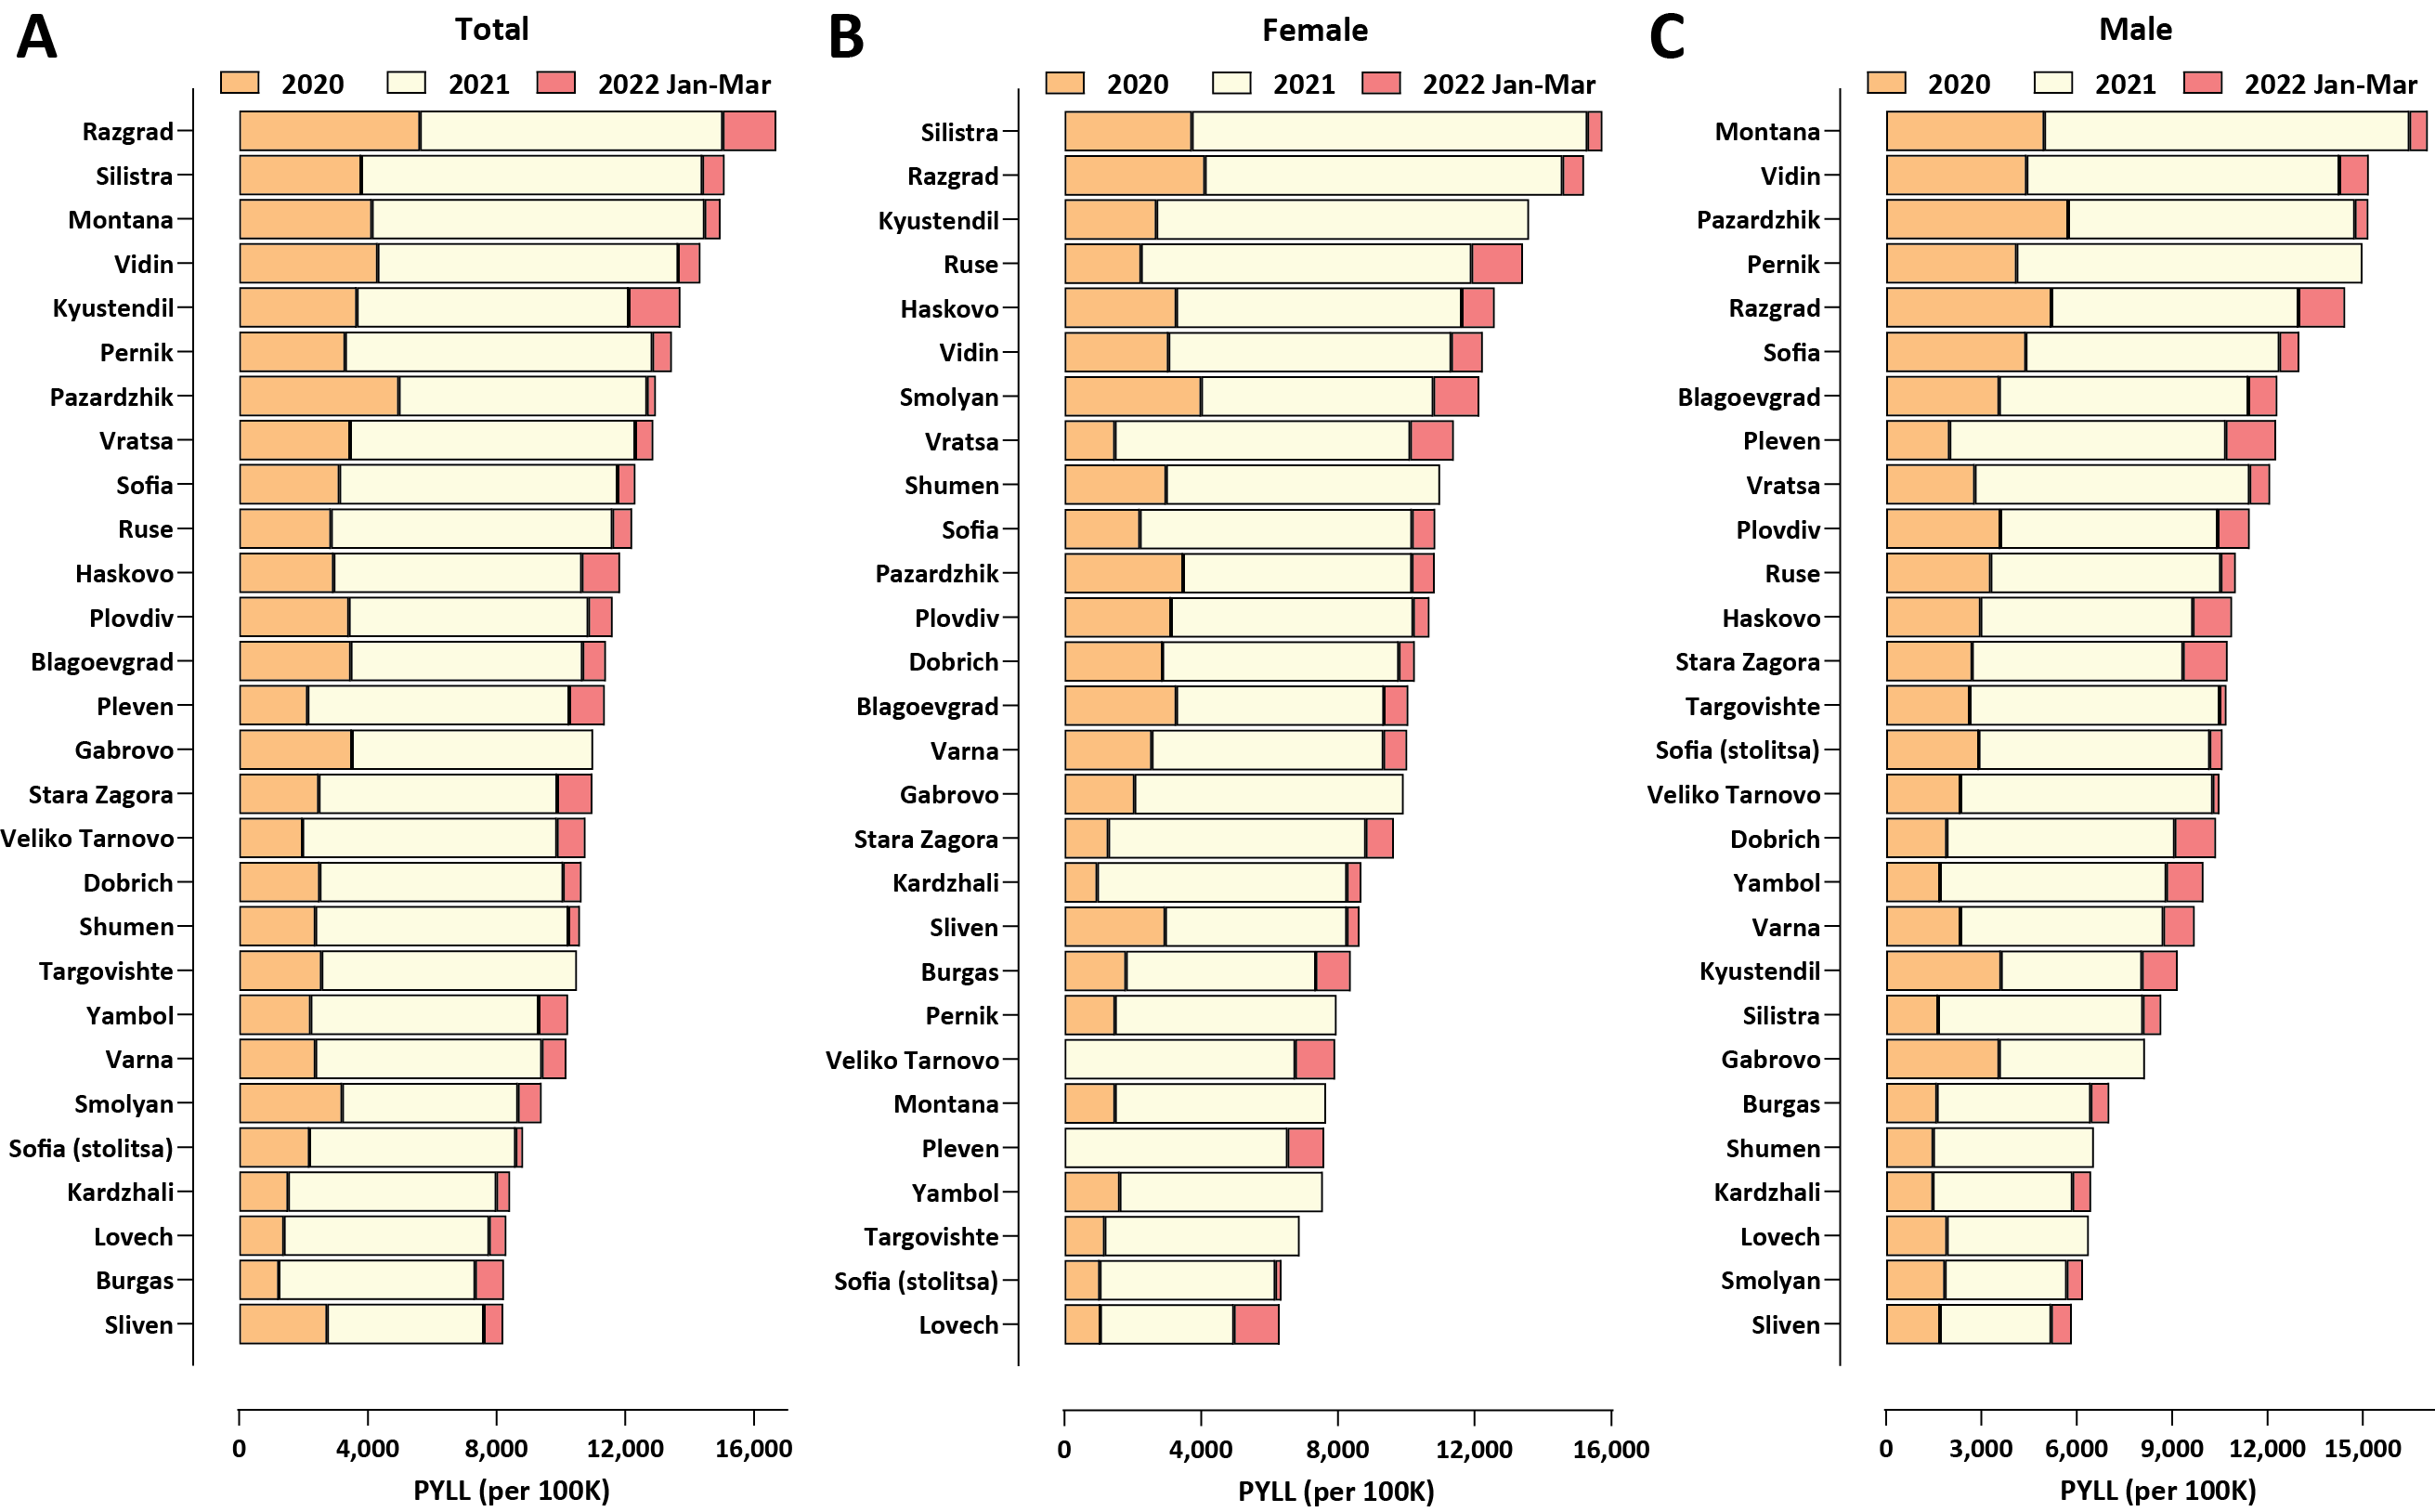 A
Total
2020 2021 2022 Jan-Mar
Razgrad
Silistra
Montana
Vidin
Kyustendil
Pernik
Pazardzhik
Vratsa
Sofia
Ruse
Haskovo
Plovdiv
Blagoevgrad
Pleven
Gabrovo
Stara Zagora
Veliko Tarnovo
Dobrich
Shumen
Targovishte
Yambol
Varna
Smolyan
Sofia (stolitsa)
Kardzhali
Lovech
Burgas
Sliven
0 4,000 8,000 12,000 16,000
PYLL (per 100K)
B
Female
2020 2021 2022 Jan-Mar
Silistra
Razgrad
Kyustendil
Ruse
Haskovo
Vidin
Smolyan
Vratsa
Shumen
Sofia
Pazardzhik
Plovdiv
Dobrich
Blagoevgrad
Varna
Gabrovo
Stara Zagora
Kardzhali
Sliven
Burgas
Pernik
Veliko Tarnovo
Montana
Pleven
Yambol
Targovishte
Sofia (stolitsa)
Lovech
0 4,000 8,000 12,000 16,000
PYLL (per 100K)
C
Male
2020 2021 2022 Jan-Mar
Montana
Vidin
Pazardzhik
Pernik
Razgrad
Sofia
Blagoevgrad
Pleven
Vratsa
Plovdiv
Ruse
Haskovo
Stara Zagora
Targovishte
Sofia (stolitsa)
Veliko Tarnovo
Dobrich
Yambol
Varna
Kyustendil
Silistra
Gabrovo
Burgas
Shumen
Kardzhali
Lovech
Smolyan
Sliven
0 3,000 6,000 9,000 12,000 15,000
PYLL (per 100K)